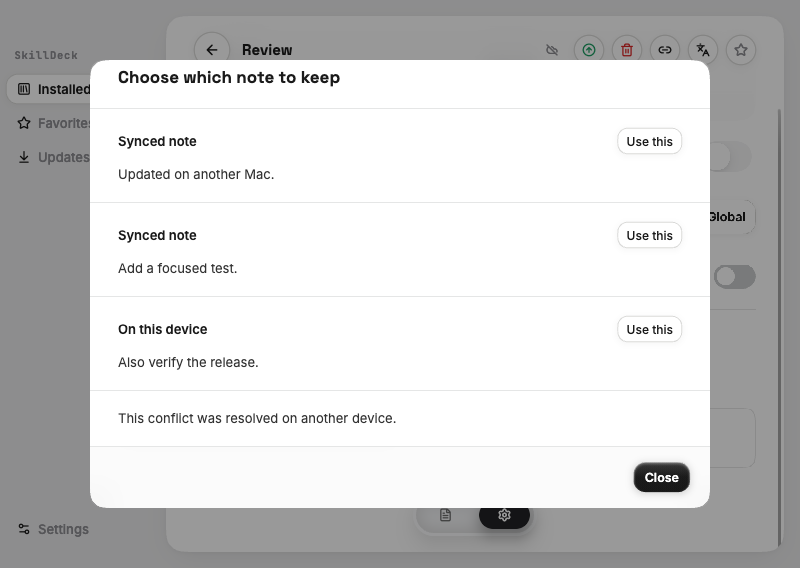 SkillDeck
Review
Installed
Favorites
Updates
Global
Choose which note to keep
Synced note
Use this
Updated on another Mac.
Synced note
Use this
Add a focused test.
On this device
Use this
Also verify the release.
This conflict was resolved on another device.
Close
Settings